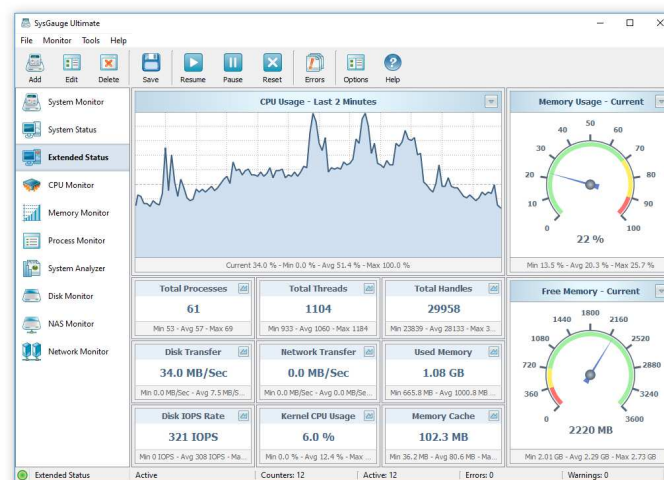 SysGauge Ultimate
File Monitor Tools Help
Add Edit Delete Save Resume Pause Reset Errors Options Help
System Monitor
System Status
Extended Status
CPU Monitor
Memory Monitor
Process Monitor
System Analyzer
Disk Monitor
NAS Monitor
Network Monitor
CPU Usage - Last 2 Minutes
Current 34.0 % - Min 0.0 % - Avg 51.4 % - Max 100.0 %
Memory Usage - Current
0 10 20 30 40 50 60 70 80 90 100
22 %
Min 13.5 % - Avg 20.3 % - Max 25.7 %
Total Processes
61
Min 53 - Avg 57 - Max 69
Total Threads
1104
Min 933 - Avg 1060 - Max 1184
Total Handles
29958
Min 23839 - Avg 28133 - Max 3...
Disk Transfer
34.0 MB/Sec
Min 0.0 MB/Sec - Avg 7.5 MB/S...
Network Transfer
0.0 MB/Sec
Min 0.0 MB/Sec - Avg 0.0 MB/Se...
Used Memory
1.08 GB
Min 665.8 MB - Avg 1000.8 MB ...
Disk IOPS Rate
321 IOPS
Min 0 IOPS - Avg 308 IOPS - Ma...
Kernel CPU Usage
6.0 %
Min 0.0 % - Avg 12.4 % - Max ...
Memory Cache
102.3 MB
Min 36.2 MB - Avg 80.6 MB - Ma...
Free Memory - Current
0 360 720 1080 1440 1800 2160 2520 2880 3240 3600
2220 MB
Min 2.01 GB - Avg 2.29 GB - Max 2.73 GB
Extended Status Active Counters: 12 Active: 12 Errors: 0 Warnings: 0